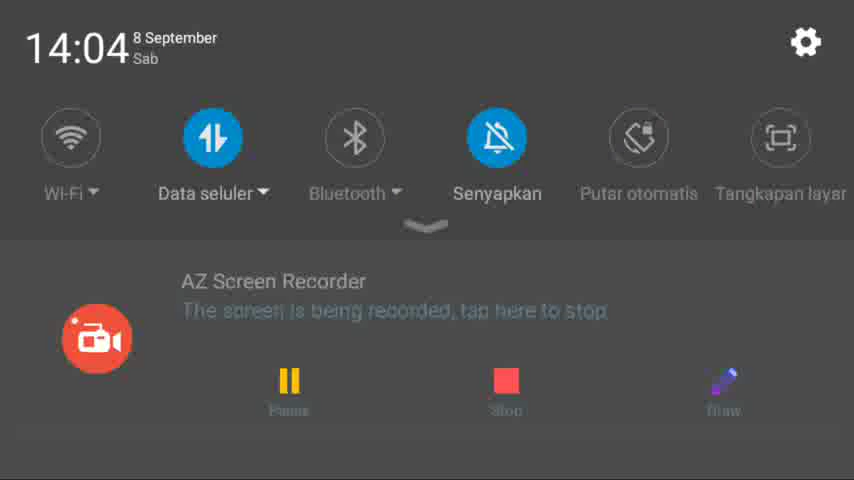 14:04 8 September
Sab
Wi-Fi Data seluler Bluetooth Senyapkan Putar otomatis Tangkapan layar
AZ Screen Recorder
The screen is being recorded, tap here to stop
Pause Stop Draw